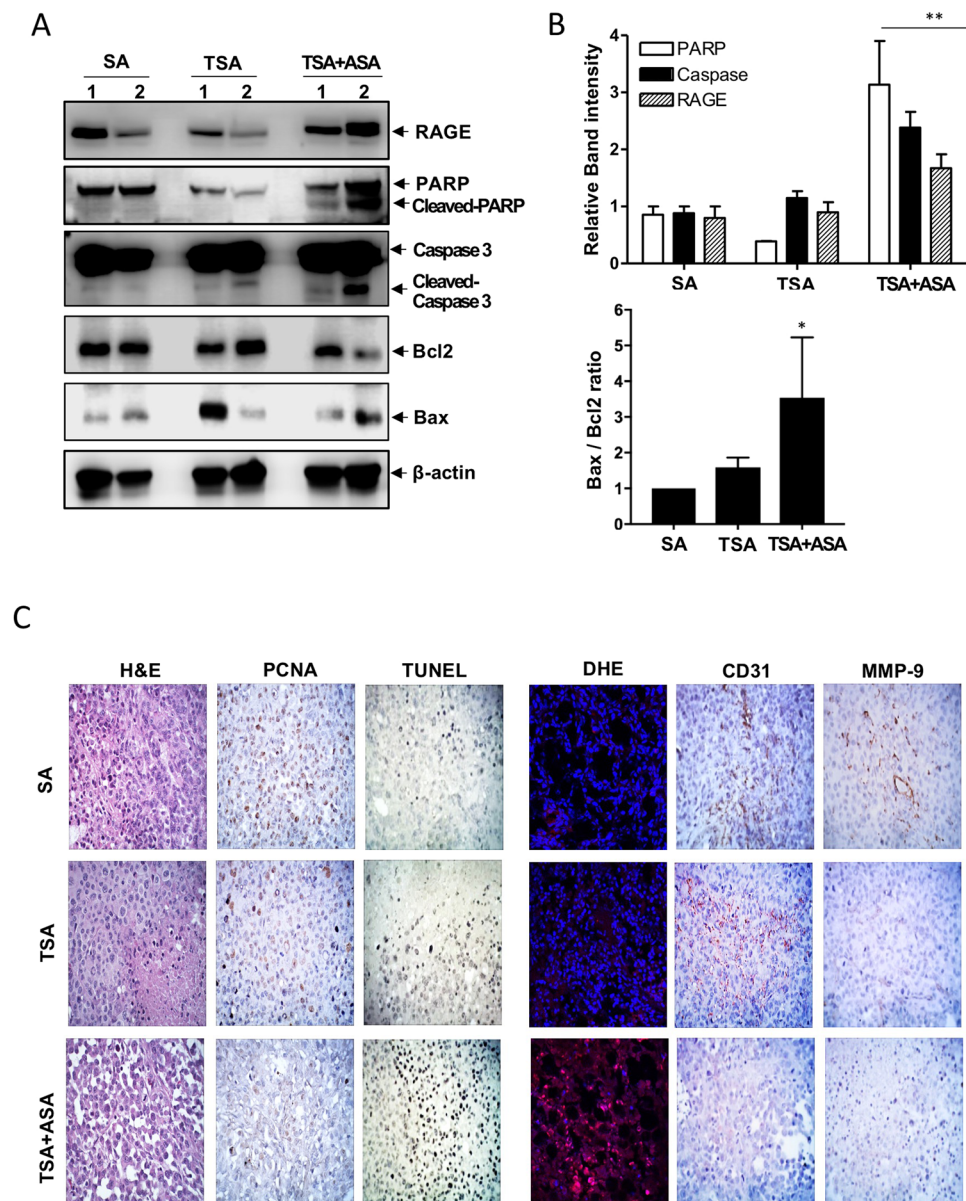 A
SA TSA TSA+ASA
1 2 1 2 1 2
RAGE
PARP
Cleaved-PARP
Caspase 3
Cleaved-
Caspase 3
Bcl2
Bax
β-actin
B
Relative Band intensity
4
3
2
1
0
PARP
Caspase
RAGE
**
SA TSA TSA+ASA
Bax / Bcl2 ratio
6
5
4
3
2
1
0
*
SA TSA TSA+ASA
C
H&E PCNA TUNEL DHE CD31 MMP-9
SA
TSA
TSA+ASA